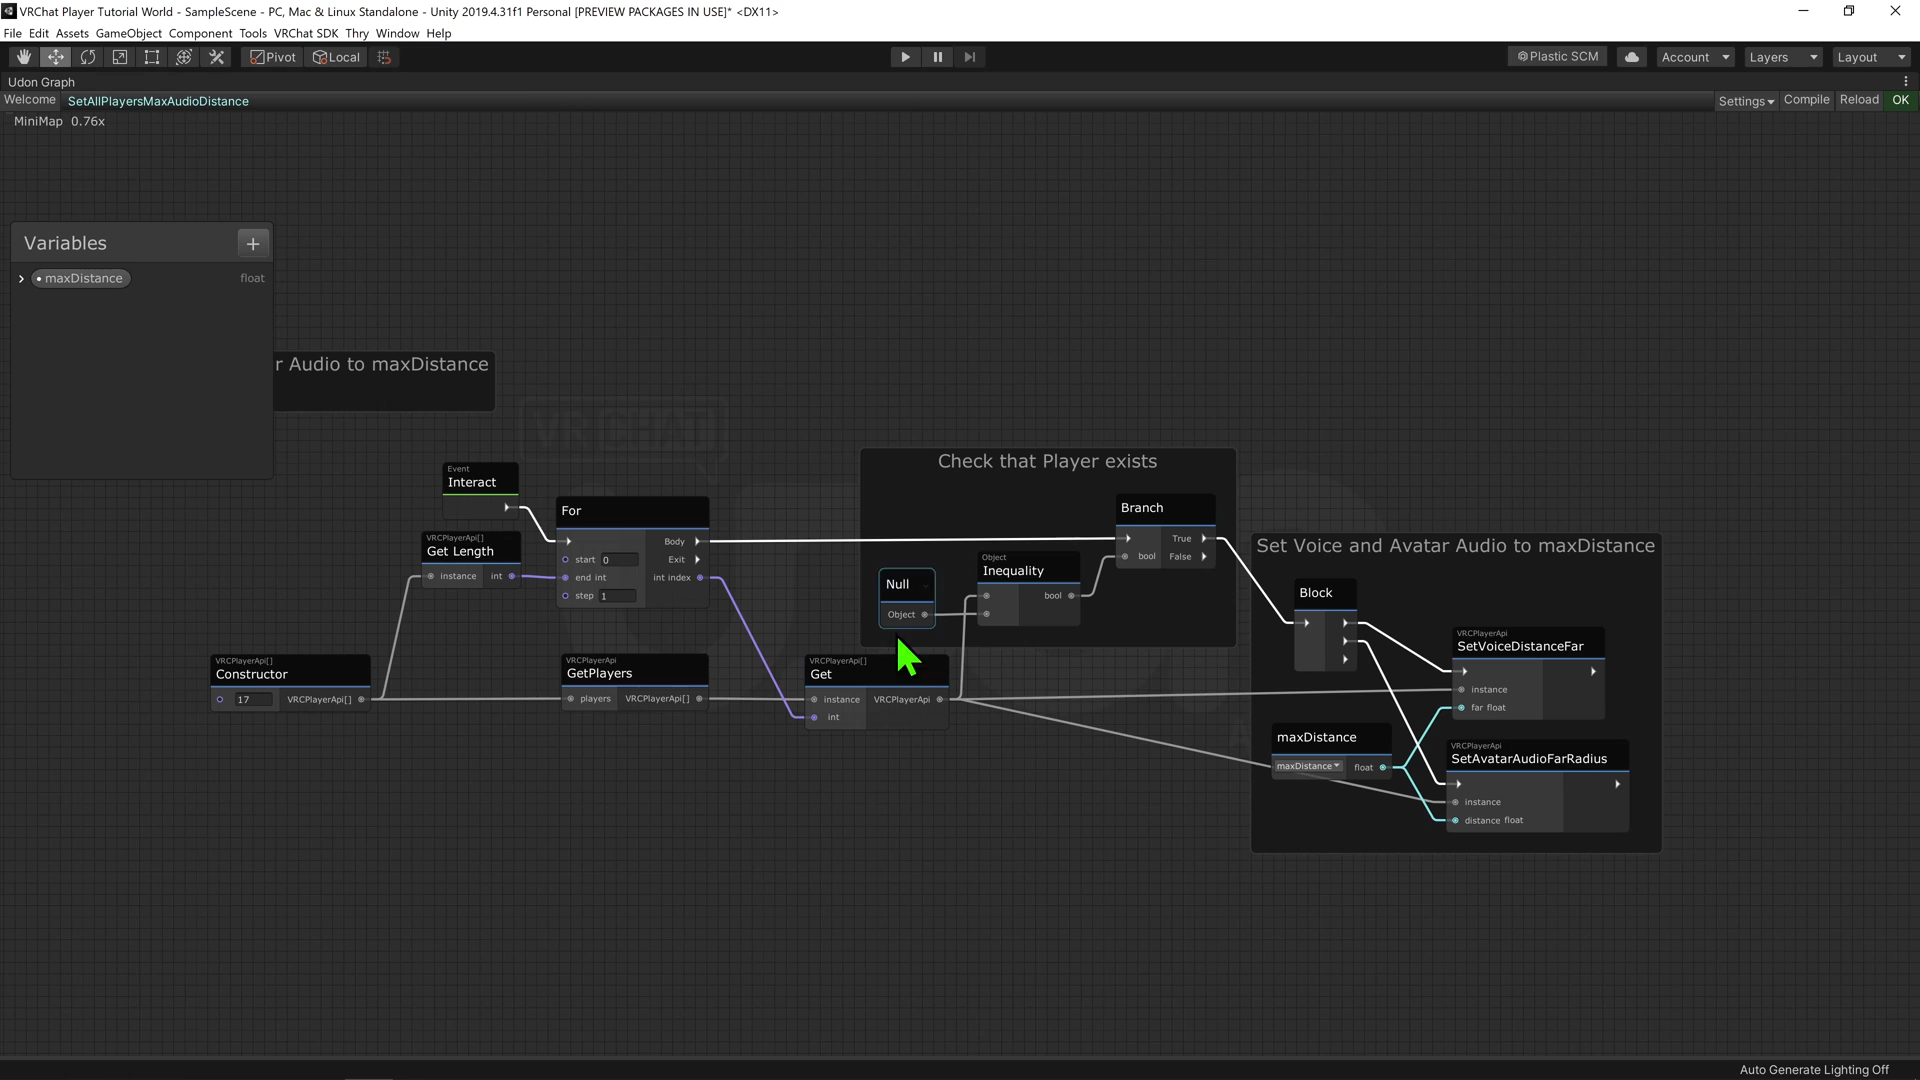 VRChat Player Tutorial World - SampleScene - PC, Mac & Linux Standalone - Unity 2019.4.31f1 Personal [PREVIEW PACKAGES IN USE]* <DX11>
File Edit Assets GameObject Component Tools VRChat SDK Thry Window Help
Pivot Local Plastic SCM Account Layers Layout
Udon Graph
Welcome SetAllPlayersMaxAudioDistance Settings Compile Reload OK
MiniMap 0.76x
Variables +
maxDistance float
r Audio to maxDistance
VRCHAT
Event
Interact
For
Body
start 0
Exit
end int
int index
step 1
VRCPlayerApi[]
Get Length
instance int
VRCPlayerApi[]
Constructor
17 VRCPlayerApi[]
VRCPlayerApi
GetPlayers
players VRCPlayerApi[]
VRCPlayerApi[]
Get
instance VRCPlayerApi
int
Check that Player exists
Null
Object
Object
Inequality
bool
Branch
True
bool False
Set Voice and Avatar Audio to maxDistance
Block
VRCPlayerApi
SetVoiceDistanceFar
instance
far float
maxDistance
maxDistance float
VRCPlayerApi
SetAvatarAudioFarRadius
instance
distance float
Auto Generate Lighting Off